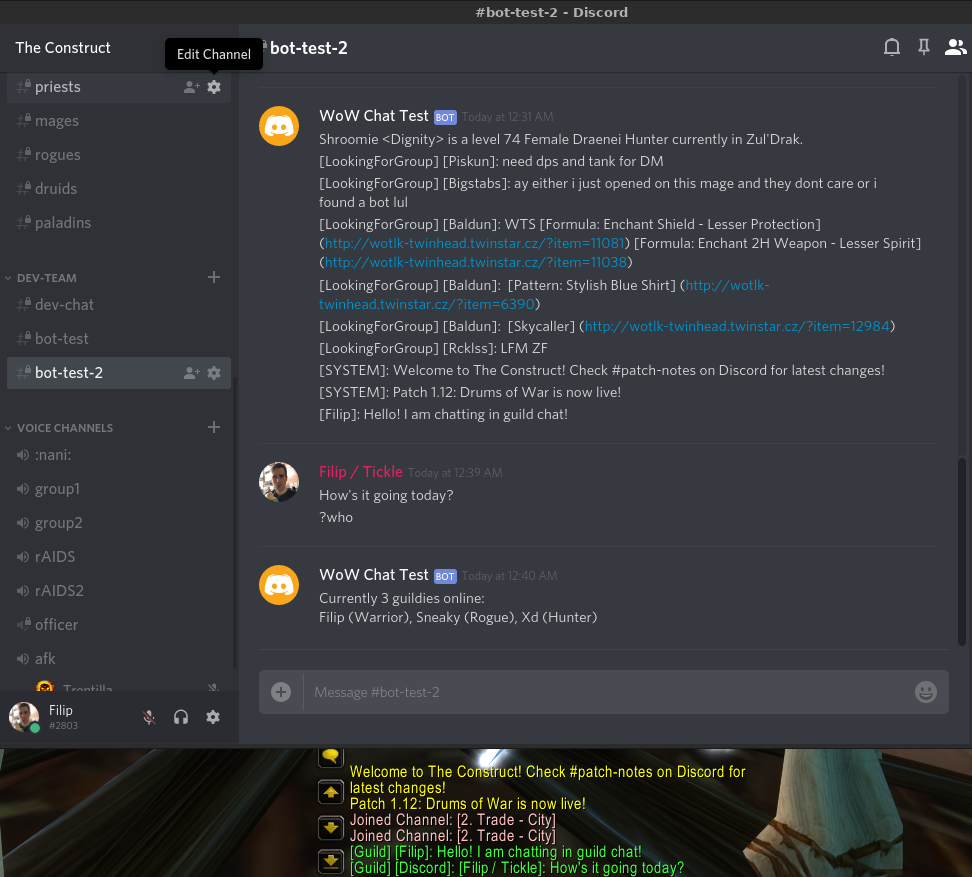 #bot-test-2 - Discord
The Construct
Edit Channel
bot-test-2
priests
mages
rogues
druids
paladins
DEV-TEAM
dev-chat
bot-test
bot-test-2
VOICE CHANNELS
:nani:
group1
group2
rAIDS
rAIDS2
officer
afk
Trentilla
Filip
#2803
WoW Chat Test BOT Today at 12:31 AM
Shroomie <Dignity> is a level 74 Female Draenei Hunter currently in Zul'Drak.
[LookingForGroup] [Piskun]: need dps and tank for DM
[LookingForGroup] [Bigstabs]: ay either i just opened on this mage and they dont care or i
found a bot lul
[LookingForGroup] [Baldun]: WTS [Formula: Enchant Shield - Lesser Protection]
(http://wotlk-twinhead.twinstar.cz/?item=11081) [Formula: Enchant 2H Weapon - Lesser Spirit]
(http://wotlk-twinhead.twinstar.cz/?item=11038)
[LookingForGroup] [Baldun]: [Pattern: Stylish Blue Shirt] (http://wotlk-
twinhead.twinstar.cz/?item=6390)
[LookingForGroup] [Baldun]: [Skycaller] (http://wotlk-twinhead.twinstar.cz/?item=12984)
[LookingForGroup] [Rcklss]: LFM ZF
[SYSTEM]: Welcome to The Construct! Check #patch-notes on Discord for latest changes!
[SYSTEM]: Patch 1.12: Drums of War is now live!
[Filip]: Hello! I am chatting in guild chat!
Filip / Tickle Today at 12:39 AM
How's it going today?
?who
WoW Chat Test BOT Today at 12:40 AM
Currently 3 guildies online:
Filip (Warrior), Sneaky (Rogue), Xd (Hunter)
Message #bot-test-2
Welcome to The Construct! Check #patch-notes on Discord for
latest changes!
Patch 1.12: Drums of War is now live!
Joined Channel: [2. Trade - City]
Joined Channel: [2. Trade - City]
[Guild] [Filip]: Hello! I am chatting in guild chat!
[Guild] [Discord]: [Filip / Tickle]: How's it going today?